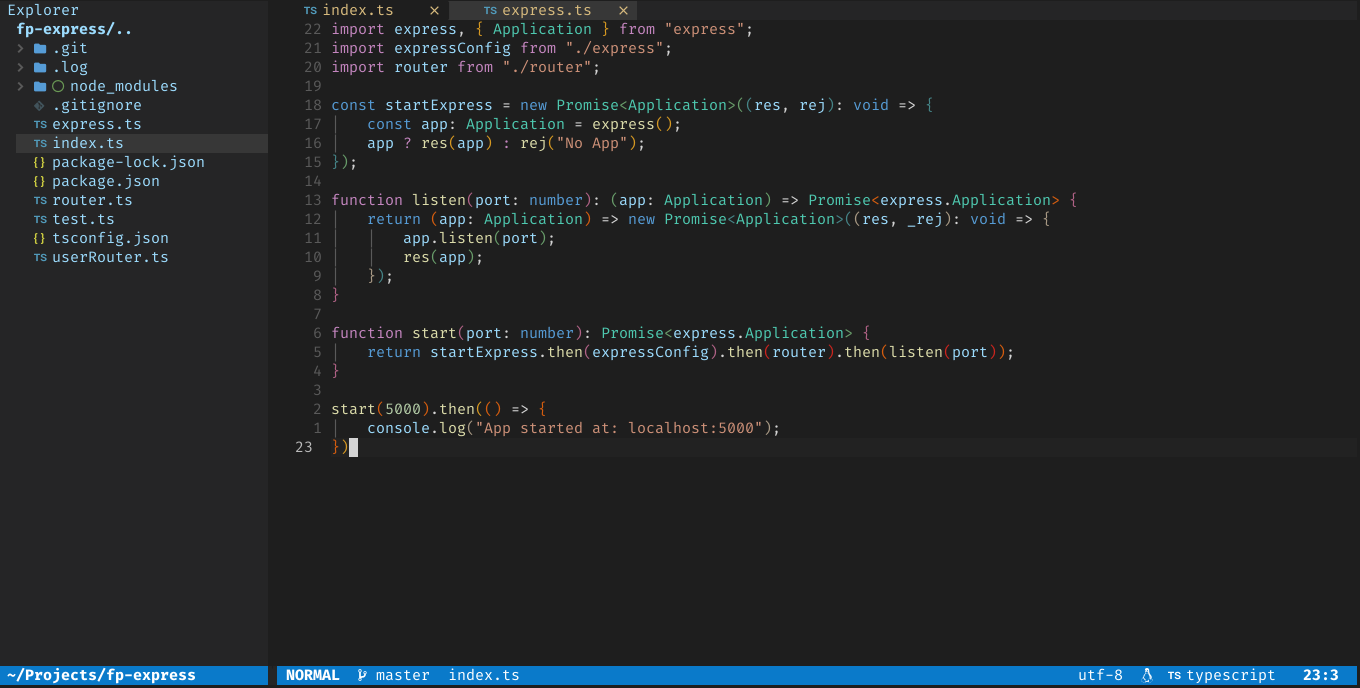 Explorer
fp-express/..
.git
.log
node_modules
.gitignore
TS express.ts
TS index.ts
{} package-lock.json
{} package.json
TS router.ts
TS test.ts
{} tsconfig.json
TS userRouter.ts
~/Projects/fp-express
TS index.ts × TS express.ts ×
22 import express, { Application } from "express";
21 import expressConfig from "./express";
20 import router from "./router";
19
18 const startExpress = new Promise<Application>((res, rej): void => {
17 const app: Application = express();
16 app ? res(app) : rej("No App");
15 });
14
13 function listen(port: number): (app: Application) => Promise<express.Application> {
12 return (app: Application) => new Promise<Application>((res, _rej): void => {
11 app.listen(port);
10 res(app);
9 });
8 }
7
6 function start(port: number): Promise<express.Application> {
5 return startExpress.then(expressConfig).then(router).then(listen(port));
4 }
3
2 start(5000).then(() => {
1 console.log("App started at: localhost:5000");
23 })
NORMAL master index.ts utf-8 TS typescript 23:3